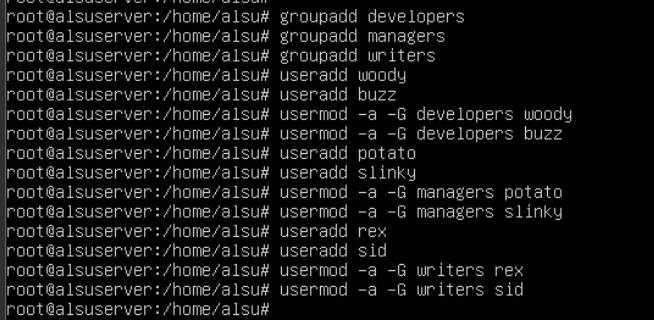 root@alsuserver:/home/alsu#
root@alsuserver:/home/alsu# groupadd developers
root@alsuserver:/home/alsu# groupadd managers
root@alsuserver:/home/alsu# groupadd writers
root@alsuserver:/home/alsu# useradd woody
root@alsuserver:/home/alsu# useradd buzz
root@alsuserver:/home/alsu# usermod -a -G developers woody
root@alsuserver:/home/alsu# usermod -a -G developers buzz
root@alsuserver:/home/alsu# useradd potato
root@alsuserver:/home/alsu# useradd slinky
root@alsuserver:/home/alsu# usermod -a -G managers potato
root@alsuserver:/home/alsu# usermod -a -G managers slinky
root@alsuserver:/home/alsu# useradd rex
root@alsuserver:/home/alsu# useradd sid
root@alsuserver:/home/alsu# usermod -a -G writers rex
root@alsuserver:/home/alsu# usermod -a -G writers sid
root@alsuserver:/home/alsu#